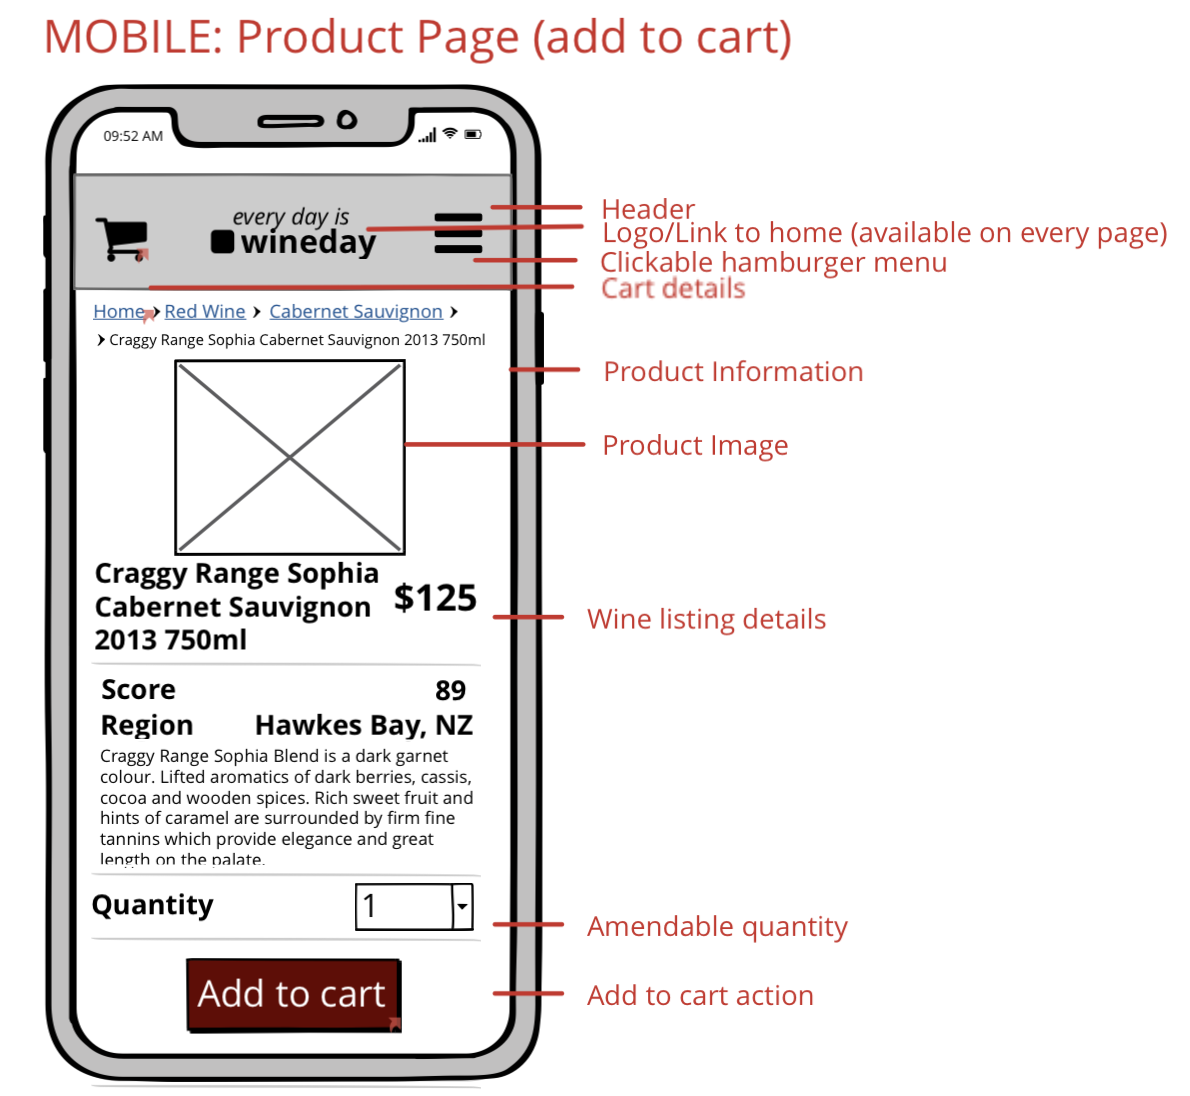 MOBILE: Product Page (add to cart)
09:52 AM
every day is
wineday
Header
Logo/Link to home (available on every page)
Clickable hamburger menu
Cart details
Home Red Wine Cabernet Sauvignon
Craggy Range Sophia Cabernet Sauvignon 2013 750ml
Product Information
Product Image
Craggy Range Sophia
Cabernet Sauvignon
2013 750ml
$125
Wine listing details
Score 89
Region Hawkes Bay, NZ
Craggy Range Sophia Blend is a dark garnet
colour. Lifted aromatics of dark berries, cassis,
cocoa and wooden spices. Rich sweet fruit and
hints of caramel are surrounded by firm fine
tannins which provide elegance and great
length on the palate.
Quantity 1
Amendable quantity
Add to cart
Add to cart action